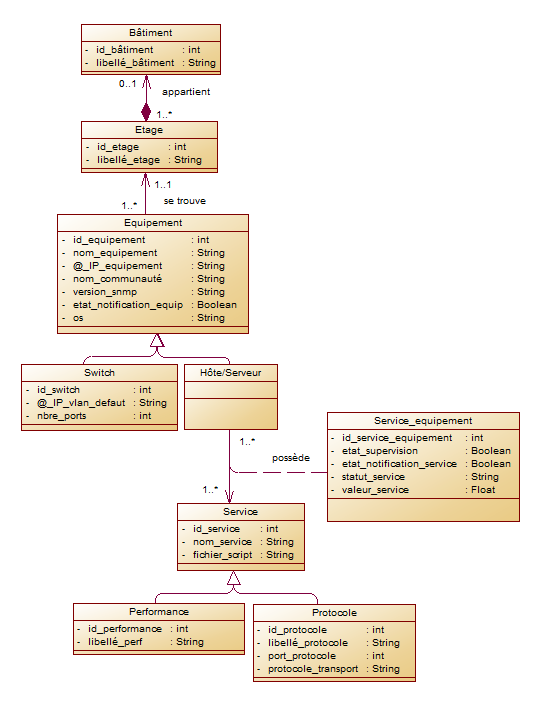 Bâtiment
- id_bâtiment : int
- libellé_bâtiment : String
0..1
appartient
1..*
Etage
- id_etage : int
- libellé_etage : String
1..1
se trouve
1..*
Equipement
- id_equipement : int
- nom_equipement : String
- @_IP_equipement : String
- nom_communauté : String
- version_snmp : String
- etat_notification_equip : Boolean
- os : String
Switch
- id_switch : int
- @_IP_vlan_defaut : String
- nbre_ports : int
Hôte/Serveur
Service_equipement
- id_service_equipement : int
- etat_supervision : Boolean
- etat_notification_service : Boolean
- statut_service : String
- valeur_service : Float
1..*
possède
1..*
Service
- id_service : int
- nom_service : String
- fichier_script : String
Performance
- id_performance : int
- libellé_perf : String
Protocole
- id_protocole : int
- libellé_protocole : String
- port_protocole : int
- protocole_transport : String